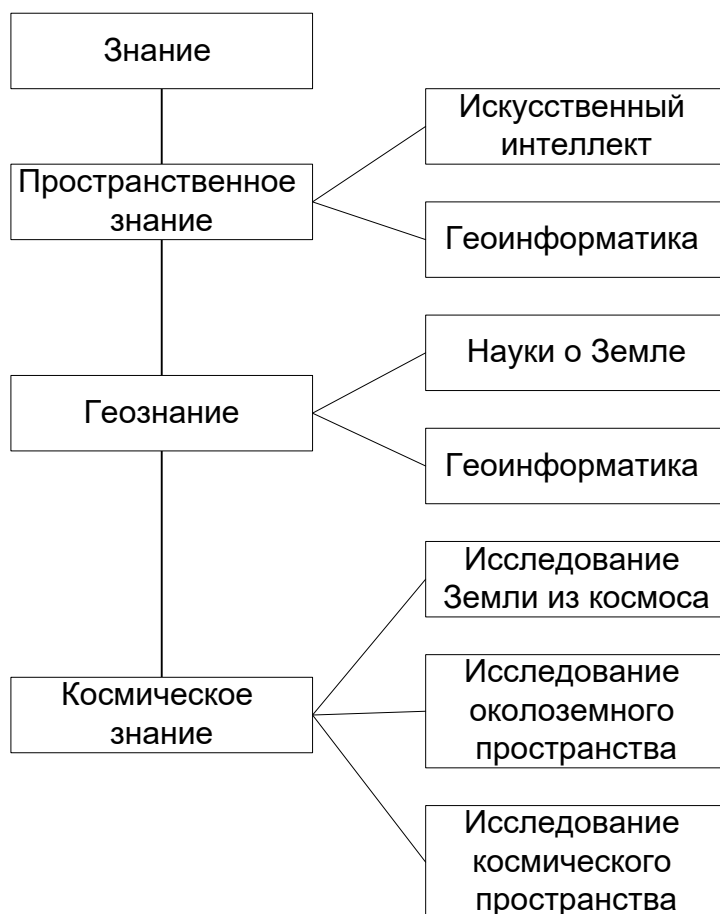 Знание
Искусственный
интеллект
Пространственное
знание
Геоинформатика
Науки о Земле
Геознание
Геоинформатика
Исследование
Земли из космоса
Космическое
знание
Исследование
околоземного
пространства
Исследование
космического
пространства